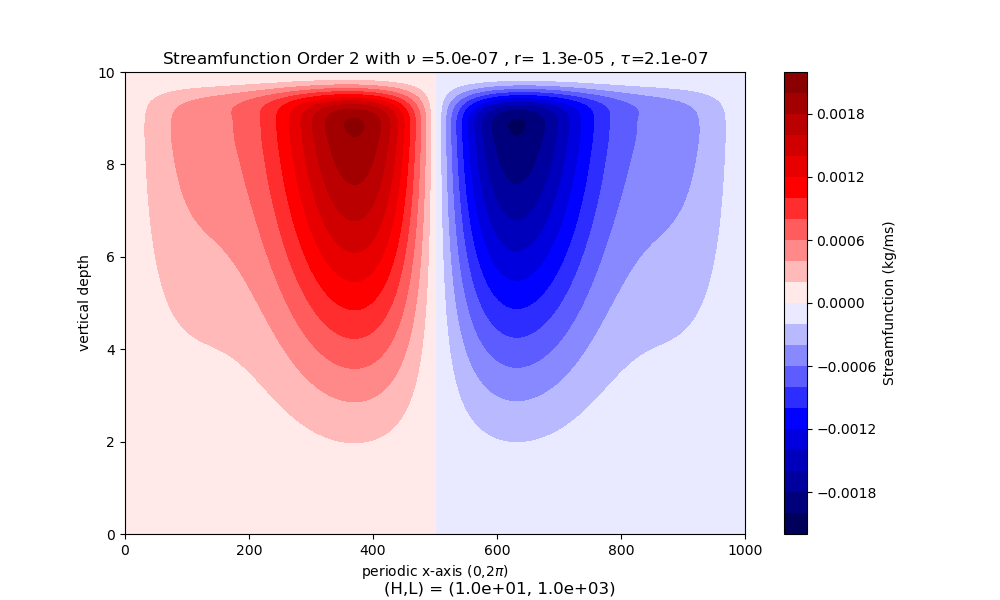 Streamfunction Order 2 with ν =5.0e-07 , r= 1.3e-05 , τ=2.1e-07
10
8
6
4
2
0
vertical depth
0 200 400 600 800 1000
periodic x-axis (0,2π)
(H,L) = (1.0e+01, 1.0e+03)
0.0018
0.0012
0.0006
0.0000
−0.0006
−0.0012
−0.0018
Streamfunction (kg/ms)